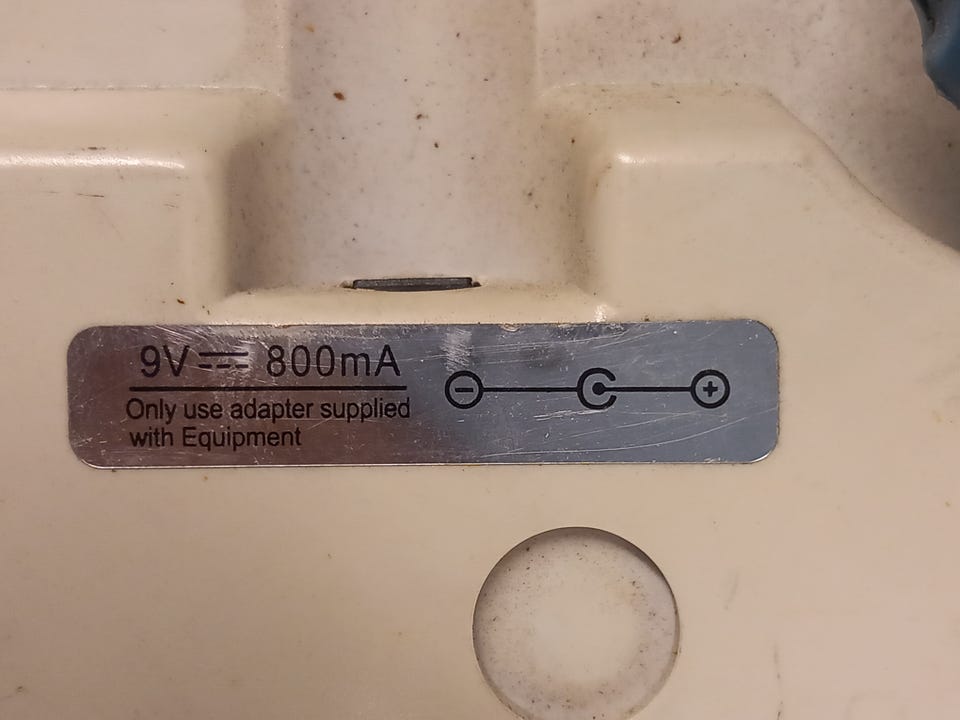 9V⎓ 800mA
Only use adapter supplied
with Equipment